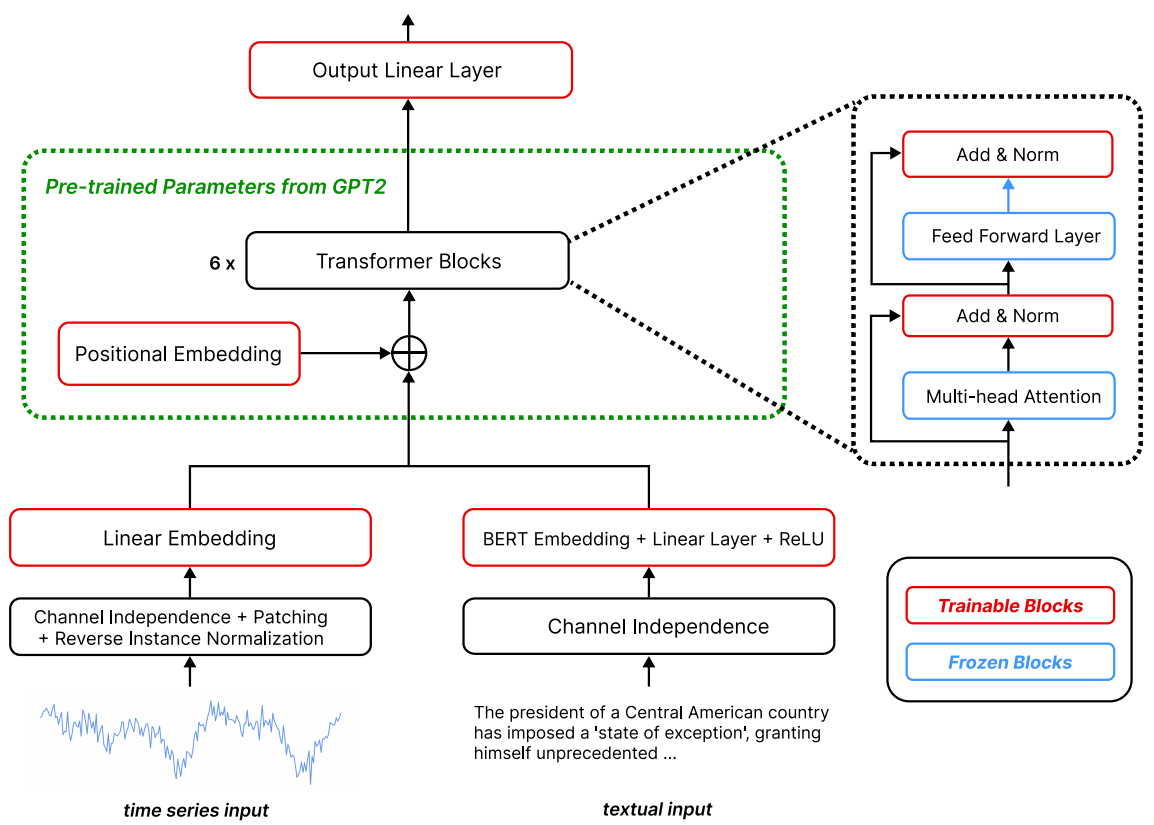 Output Linear Layer
Pre-trained Parameters from GPT2
6 x
Transformer Blocks
Positional Embedding
Linear Embedding
Channel Independence + Patching
+ Reverse Instance Normalization
time series input
BERT Embedding + Linear Layer + ReLU
Channel Independence
The president of a Central American country
has imposed a 'state of exception', granting
himself unprecedented ...
textual input
Add & Norm
Feed Forward Layer
Add & Norm
Multi-head Attention
Trainable Blocks
Frozen Blocks